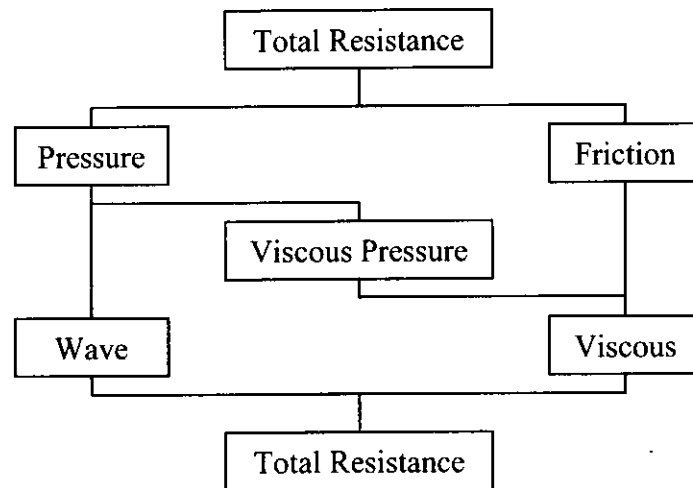 Total Resistance
Pressure
Friction
Viscous Pressure
Wave
Viscous
Total Resistance